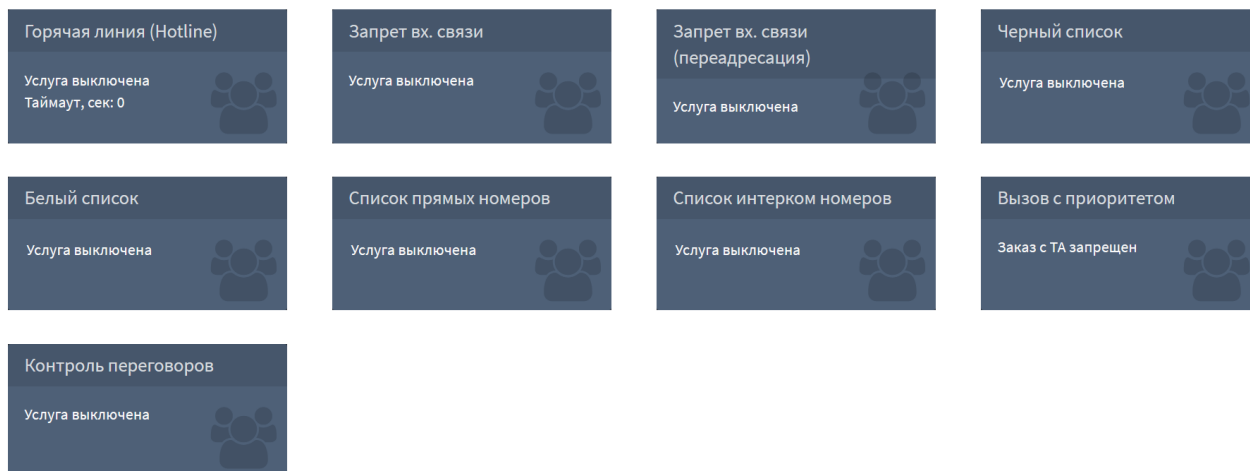 Горячая линия (Hotline)
Услуга выключена
Таймаут, сек: 0
Запрет вх. связи
Услуга выключена
Запрет вх. связи
(переадресация)
Услуга выключена
Черный список
Услуга выключена
Белый список
Услуга выключена
Список прямых номеров
Услуга выключена
Список интерком номеров
Услуга выключена
Вызов с приоритетом
Заказ с ТА запрещен
Контроль переговоров
Услуга выключена